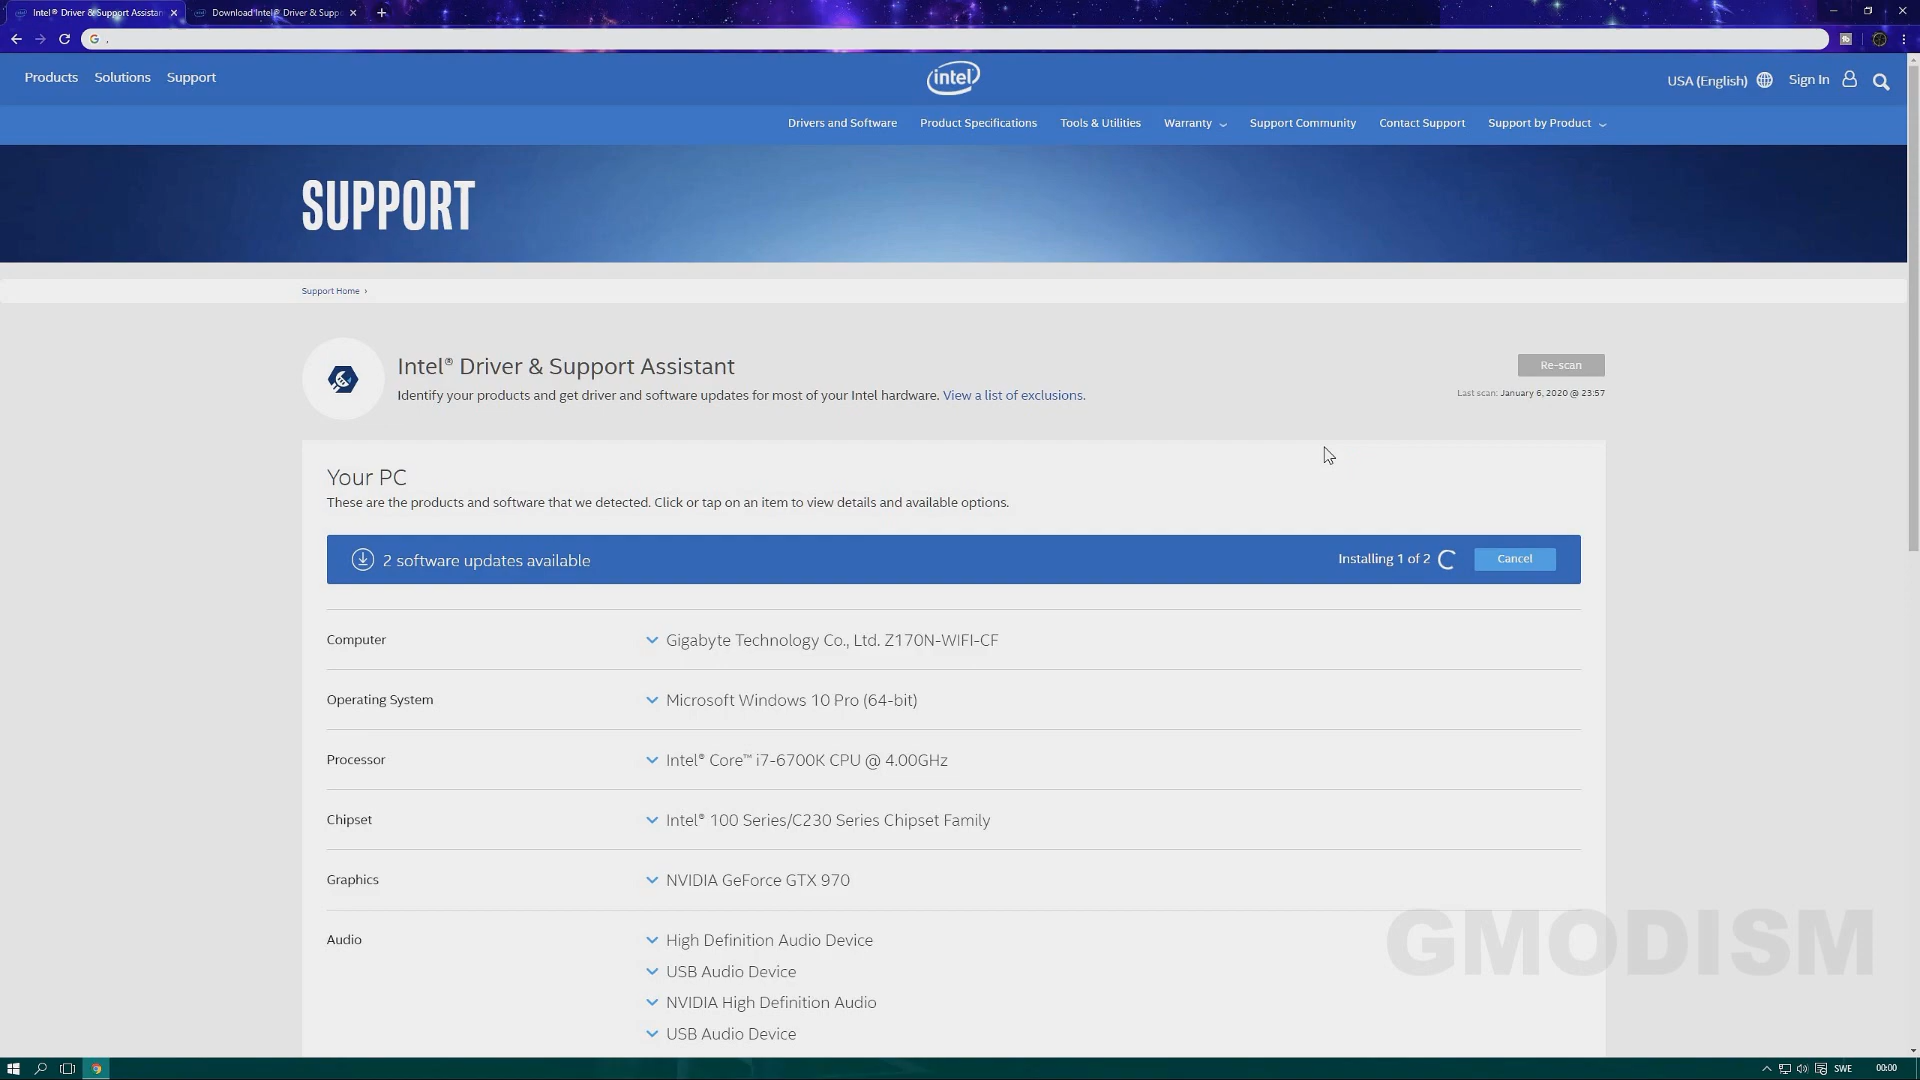 Intel® Driver & Support Assistan
Download Intel® Driver & Supp
Products Solutions Support
intel
USA (English) Sign In
Drivers and Software Product Specifications Tools & Utilities Warranty Support Community Contact Support Support by Product
SUPPORT
Support Home ›
Intel® Driver & Support Assistant
Re-scan
Identify your products and get driver and software updates for most of your Intel hardware. View a list of exclusions.
Last scan: January 6, 2020 @ 23:57
Your PC
These are the products and software that we detected. Click or tap on an item to view details and available options.
2 software updates available Installing 1 of 2 Cancel
Computer Gigabyte Technology Co., Ltd. Z170N-WIFI-CF
Operating System Microsoft Windows 10 Pro (64-bit)
Processor Intel® Core™ i7-6700K CPU @ 4.00GHz
Chipset Intel® 100 Series/C230 Series Chipset Family
Graphics NVIDIA GeForce GTX 970
Audio High Definition Audio Device
USB Audio Device
NVIDIA High Definition Audio
USB Audio Device
GMODISM
SWE 00:00